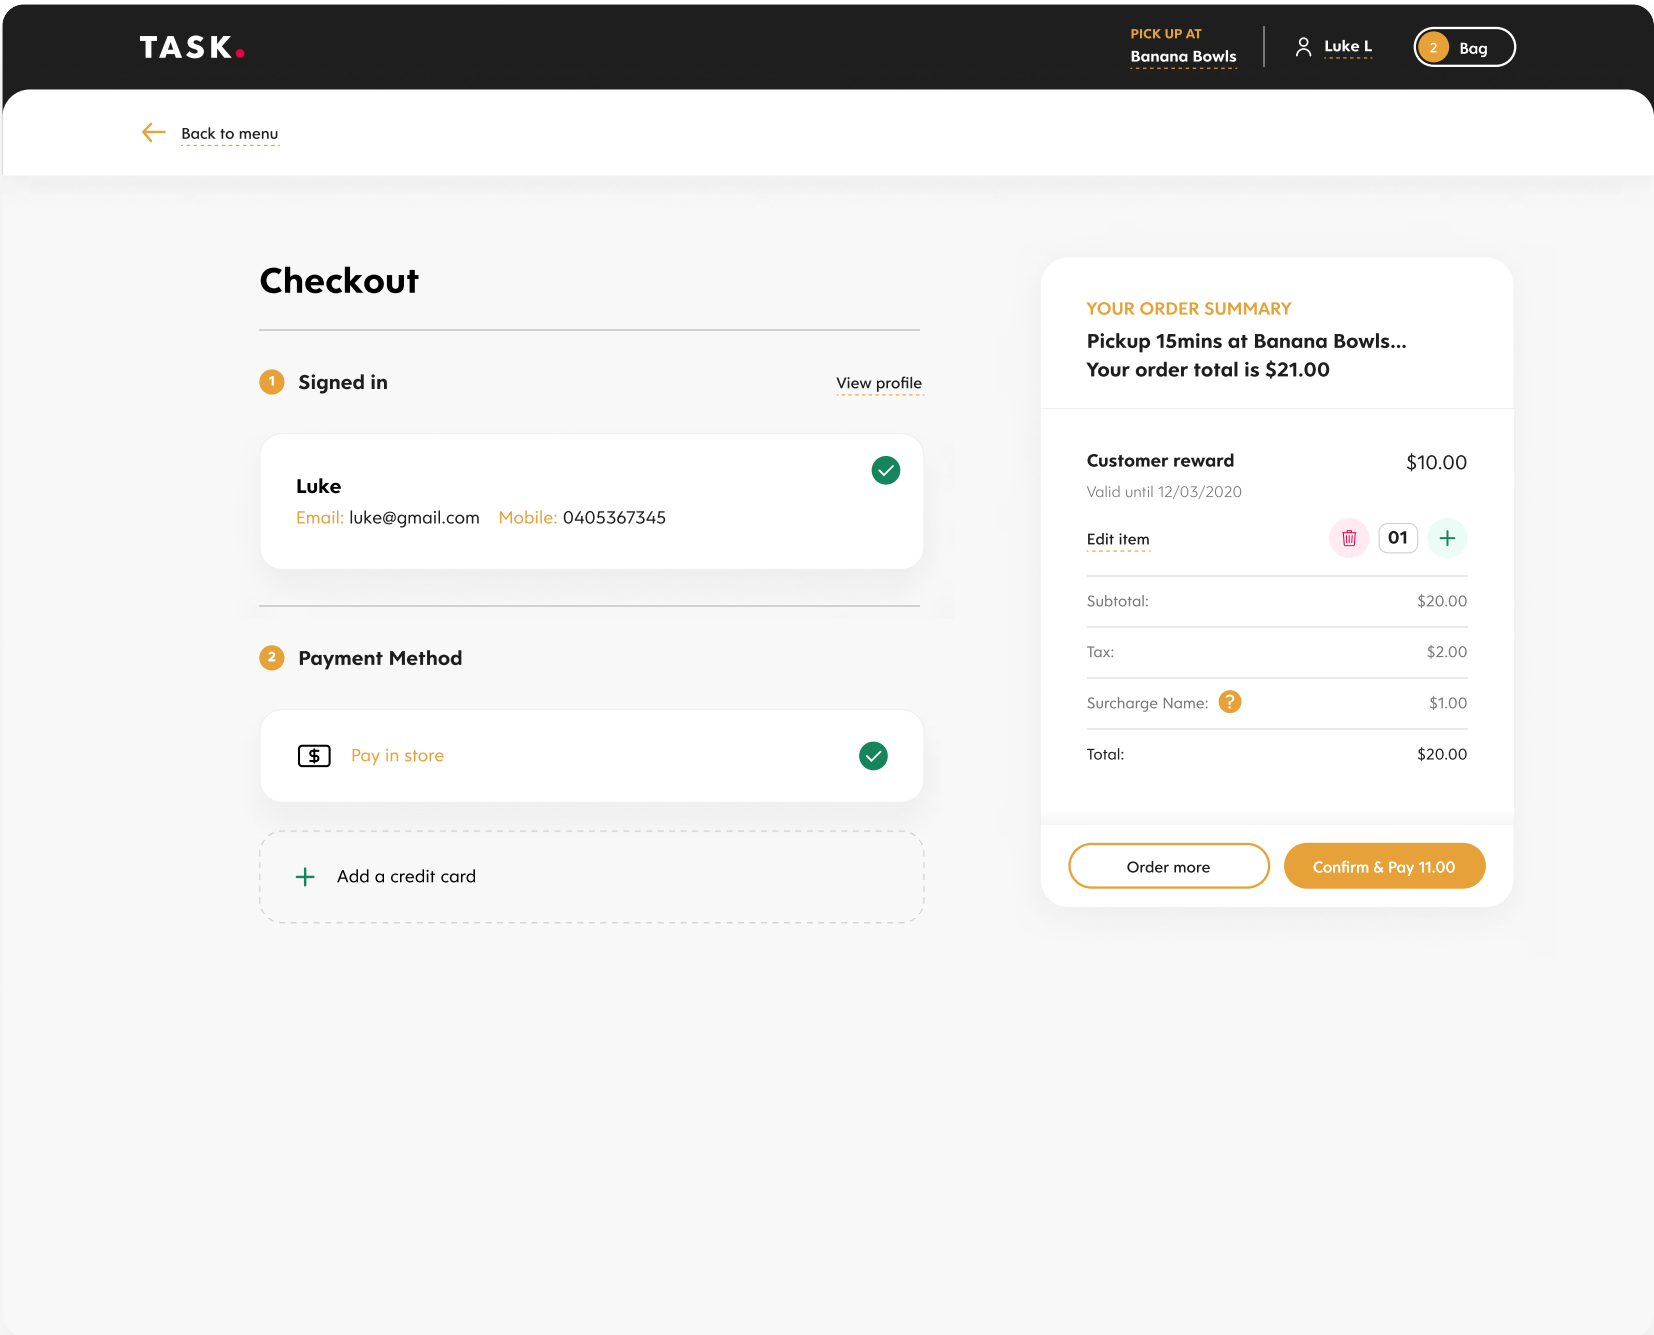 TASK.
PICK UP AT
Banana Bowls
Luke L
2 Bag
Back to menu
Checkout
1 Signed in
View profile
Luke
Email: luke@gmail.com Mobile: 0405367345
2 Payment Method
$ Pay in store
Add a credit card
YOUR ORDER SUMMARY
Pickup 15mins at Banana Bowls...
Your order total is $21.00
Customer reward $10.00
Valid until 12/03/2020
Edit item 01 +
Subtotal: $20.00
Tax: $2.00
Surcharge Name: ? $1.00
Total: $20.00
Order more Confirm & Pay 11.00